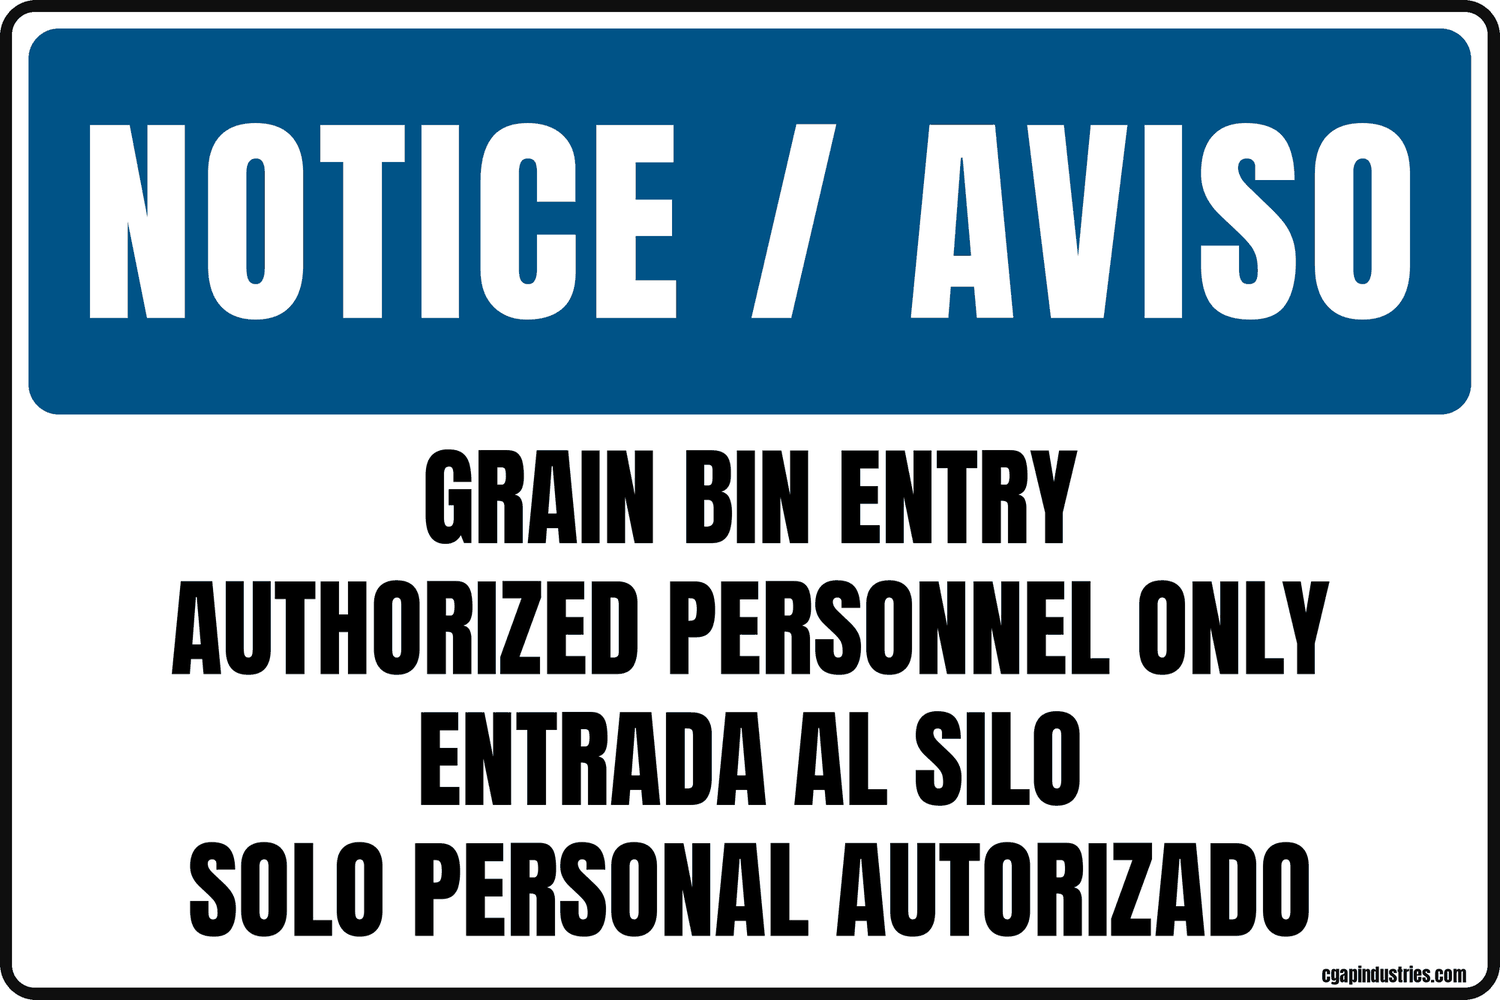 NOTICE / AVISO
GRAIN BIN ENTRY
AUTHORIZED PERSONNEL ONLY
ENTRADA AL SILO
SOLO PERSONAL AUTORIZADO
cgapindustries.com